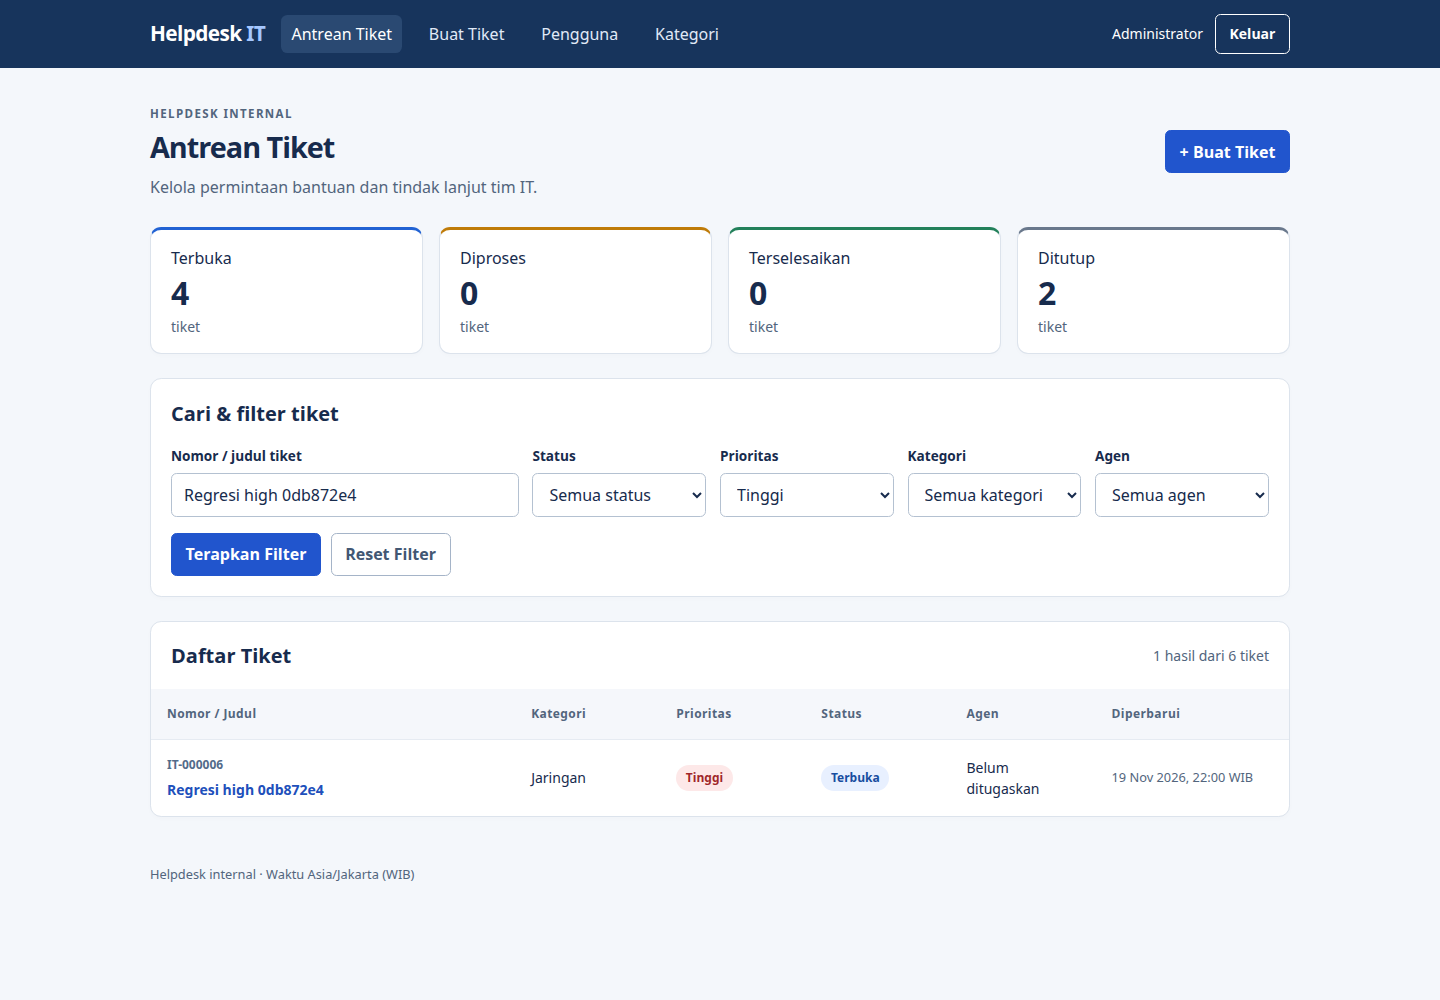 Helpdesk IT
Antrean Tiket
Buat Tiket
Pengguna
Kategori
Administrator
Keluar
HELPDESK INTERNAL
Antrean Tiket
Kelola permintaan bantuan dan tindak lanjut tim IT.
+ Buat Tiket
Terbuka
4
tiket
Diproses
0
tiket
Terselesaikan
0
tiket
Ditutup
2
tiket
Cari & filter tiket
Nomor / judul tiket
Regresi high 0db872e4
Status
Semua status
Prioritas
Tinggi
Kategori
Semua kategori
Agen
Semua agen
Terapkan Filter
Reset Filter
Daftar Tiket
1 hasil dari 6 tiket
Nomor / Judul
Kategori
Prioritas
Status
Agen
Diperbarui
IT-000006
Regresi high 0db872e4
Jaringan
Tinggi
Terbuka
Belum
ditugaskan
19 Nov 2026, 22:00 WIB
Helpdesk internal · Waktu Asia/Jakarta (WIB)